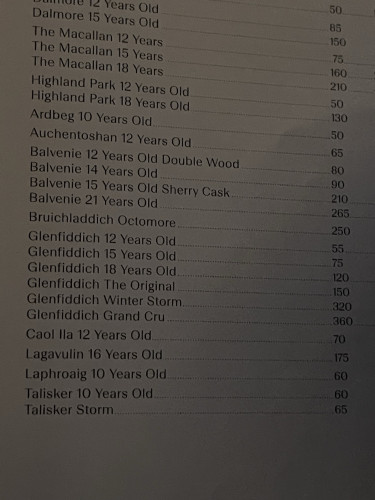 50
Dalmore 12 Years Old 85
Dalmore 15 Years Old 150
The Macallan 12 Years 75
The Macallan 15 Years 160
The Macallan 18 Years 210
Highland Park 12 Years Old 50
Highland Park 18 Years Old 130
Ardbeg 10 Years Old 50
Auchentoshan 12 Years Old 65
Balvenie 12 Years Old Double Wood 80
Balvenie 14 Years Old 90
Balvenie 15 Years Old Sherry Cask 210
Balvenie 21 Years Old 265
Bruichladdich Octomore 250
Glenfiddich 12 Years Old 55
Glenfiddich 15 Years Old 75
Glenfiddich 18 Years Old 120
Glenfiddich The Original 150
Glenfiddich Winter Storm 320
Glenfiddich Grand Cru 360
Caol Ila 12 Years Old 70
Lagavulin 16 Years Old 175
Laphroaig 10 Years Old 60
Talisker 10 Years Old 60
Talisker Storm 65